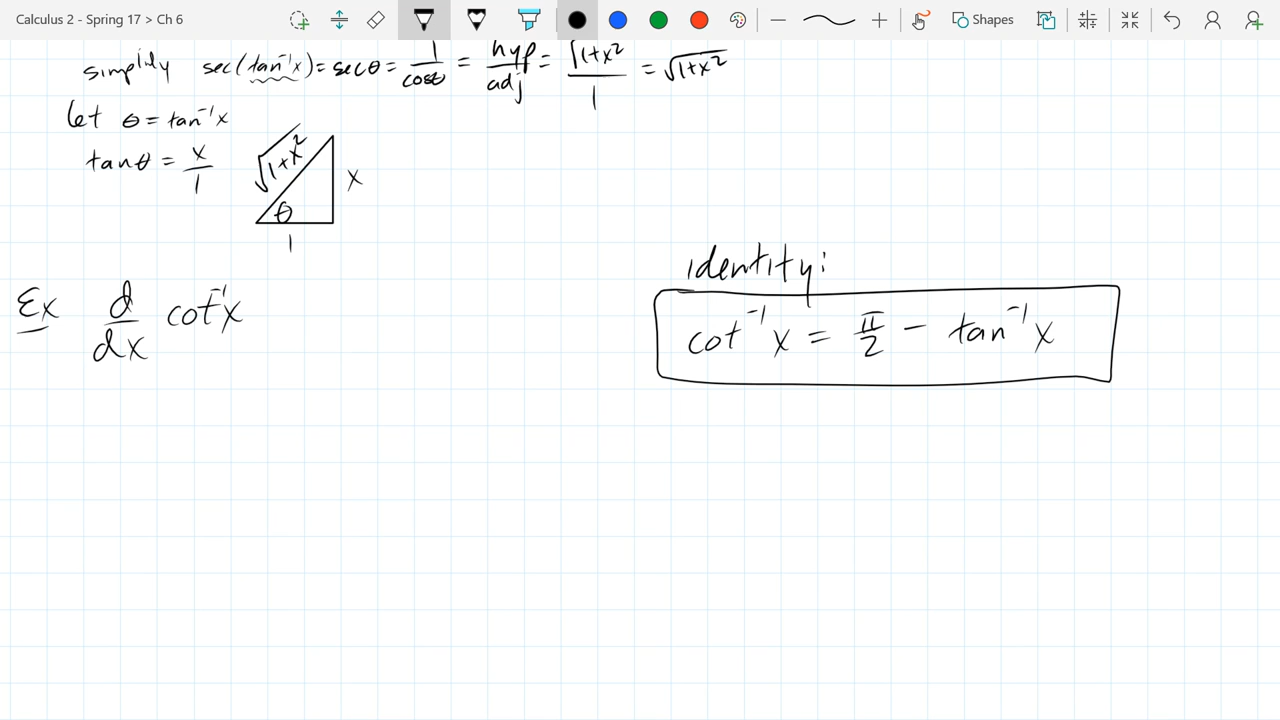 Calculus 2 - Spring 17 > Ch 6
Shapes
simplify sec(tan⁻¹x) = secθ = 1/cosθ = hyp/adj = √1+x²/1 = √1+x²
let θ = tan⁻¹x
tanθ = x/1
√1+x²
x
θ
1
identity:
Ex d/dx cot⁻¹x
cot⁻¹x = π/2 − tan⁻¹x